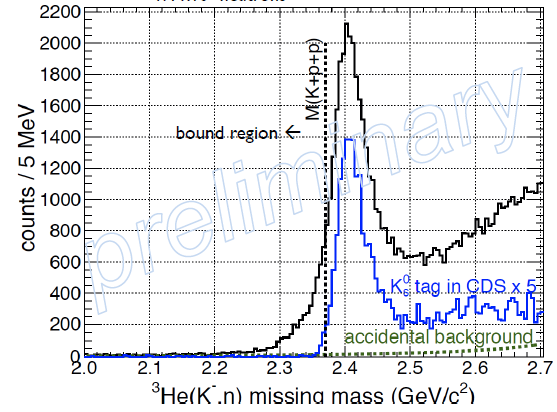 2200
2000
1800
1600
1400
1200
1000
800
600
400
200
0
counts / 5 MeV
M(K+p+p)
bound region ←
preliminary
K⁰ₛ tag in CDS x 5
accidental background
2.0 2.1 2.2 2.3 2.4 2.5 2.6 2.7
³He(K⁻,n) missing mass (GeV/c²)